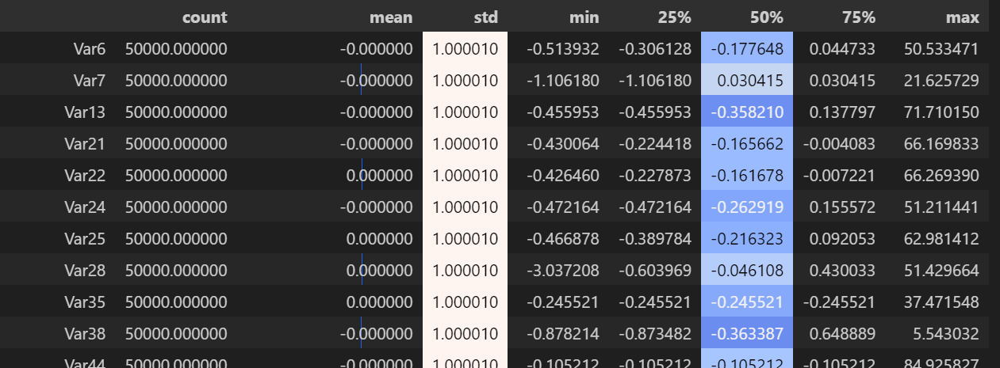 count mean std min 25% 50% 75% max
Var6 50000.000000 -0.000000 1.000010 -0.513932 -0.306128 -0.177648 0.044733 50.533471
Var7 50000.000000 -0.000000 1.000010 -1.106180 -1.106180 0.030415 0.030415 21.625729
Var13 50000.000000 -0.000000 1.000010 -0.455953 -0.455953 -0.358210 0.137797 71.710150
Var21 50000.000000 -0.000000 1.000010 -0.430064 -0.224418 -0.165662 -0.004083 66.169833
Var22 50000.000000 0.000000 1.000010 -0.426460 -0.227873 -0.161678 -0.007221 66.269390
Var24 50000.000000 -0.000000 1.000010 -0.472164 -0.472164 -0.262919 0.155572 51.211441
Var25 50000.000000 0.000000 1.000010 -0.466878 -0.389784 -0.216323 0.092053 62.981412
Var28 50000.000000 0.000000 1.000010 -3.037208 -0.603969 -0.046108 0.430033 51.429664
Var35 50000.000000 0.000000 1.000010 -0.245521 -0.245521 -0.245521 -0.245521 37.471548
Var38 50000.000000 -0.000000 1.000010 -0.878214 -0.873482 -0.363387 0.648889 5.543032
Var44 50000.000000 -0.000000 1.000010 -0.105212 -0.105212 -0.105212 -0.105212 84.925827